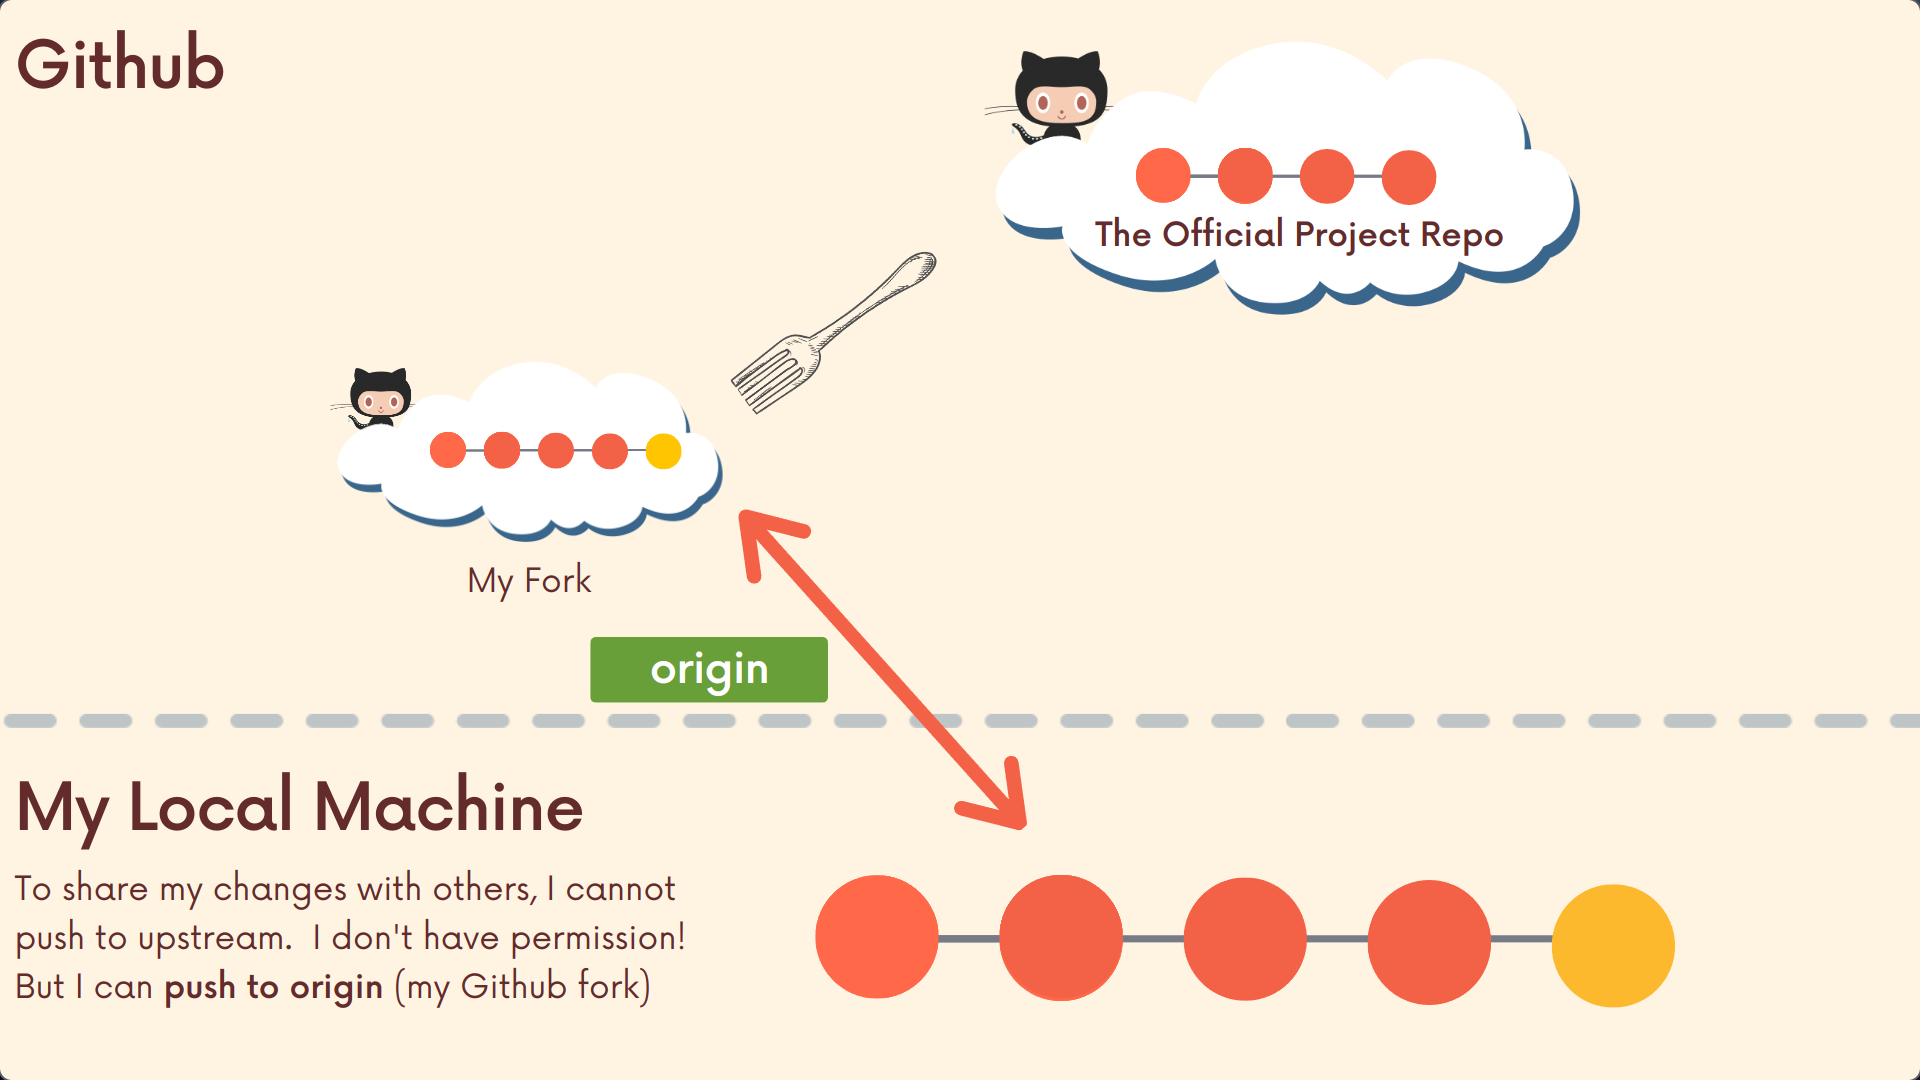 Github
The Official Project Repo
My Fork
origin
My Local Machine
To share my changes with others, I cannot
push to upstream.  I don't have permission!
But I can push to origin (my Github fork)